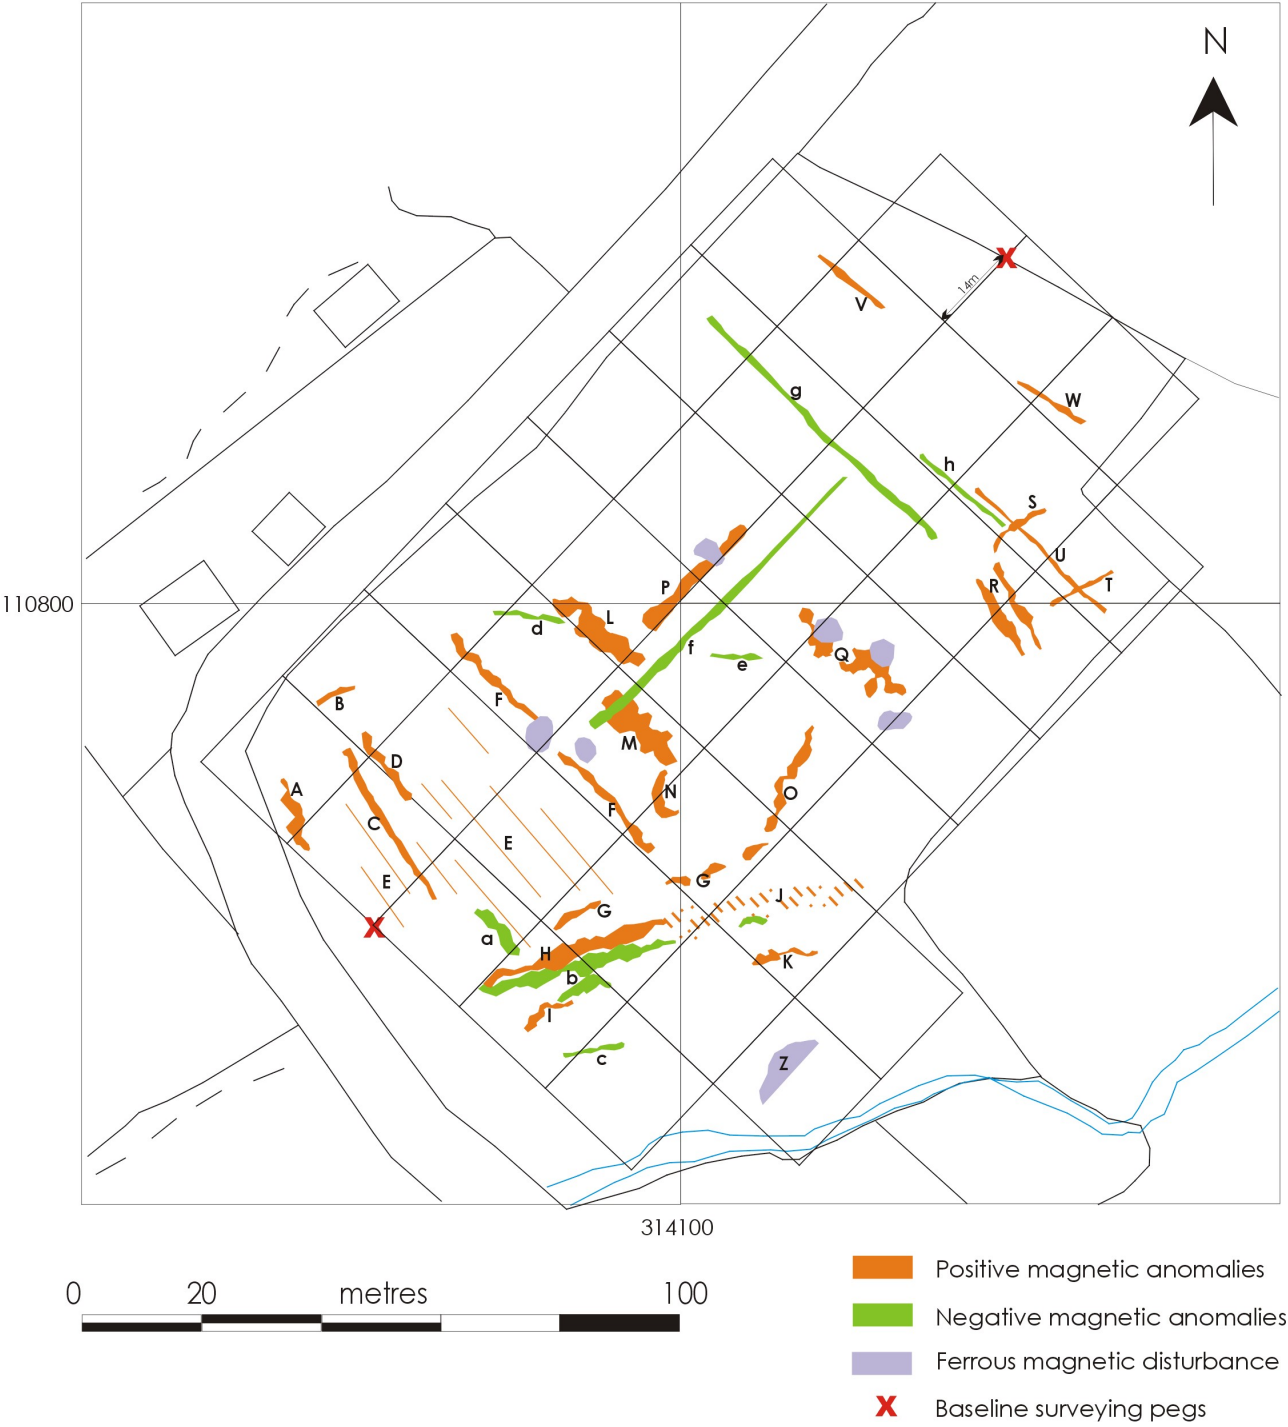 N
14m
V
g
W
h
S
U
T
R
P
L
d
f
e
Q
F
B
M
D
A
N
O
C
F
E
E
G
J
G
a
H
K
b
I
c
Z
110800
314100
0 20 metres 100
Positive magnetic anomalies
Negative magnetic anomalies
Ferrous magnetic disturbance
X Baseline surveying pegs